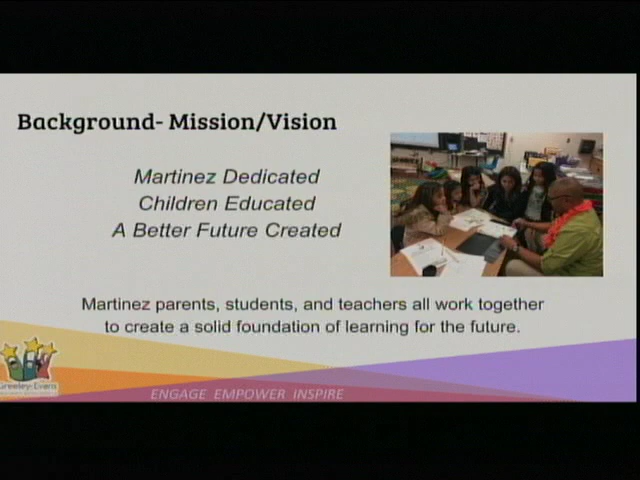 Background- Mission/Vision
Martinez Dedicated
Children Educated
A Better Future Created
Martinez parents, students, and teachers all work together
to create a solid foundation of learning for the future.
Greeley-Evans
ENGAGE EMPOWER INSPIRE